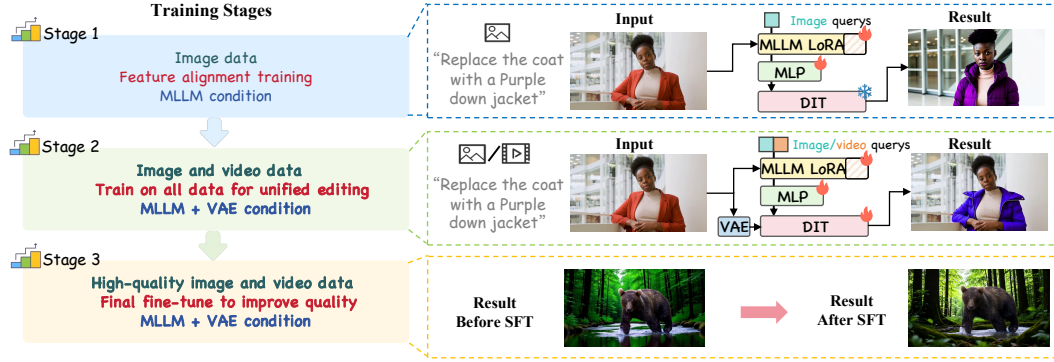 Training Stages
Stage 1
Image data
Feature alignment training
MLLM condition
“Replace the coat
with a Purple
down jacket”
Input
Image querys
MLLM LoRA
MLP
DIT
Result
Stage 2
Image and video data
Train on all data for unified editing
MLLM + VAE condition
/
“Replace the coat
with a Purple
down jacket”
Input
Image/video querys
MLLM LoRA
MLP
VAE
DIT
Result
Stage 3
High-quality image and video data
Final fine-tune to improve quality
MLLM + VAE condition
Result
Before SFT
Result
After SFT